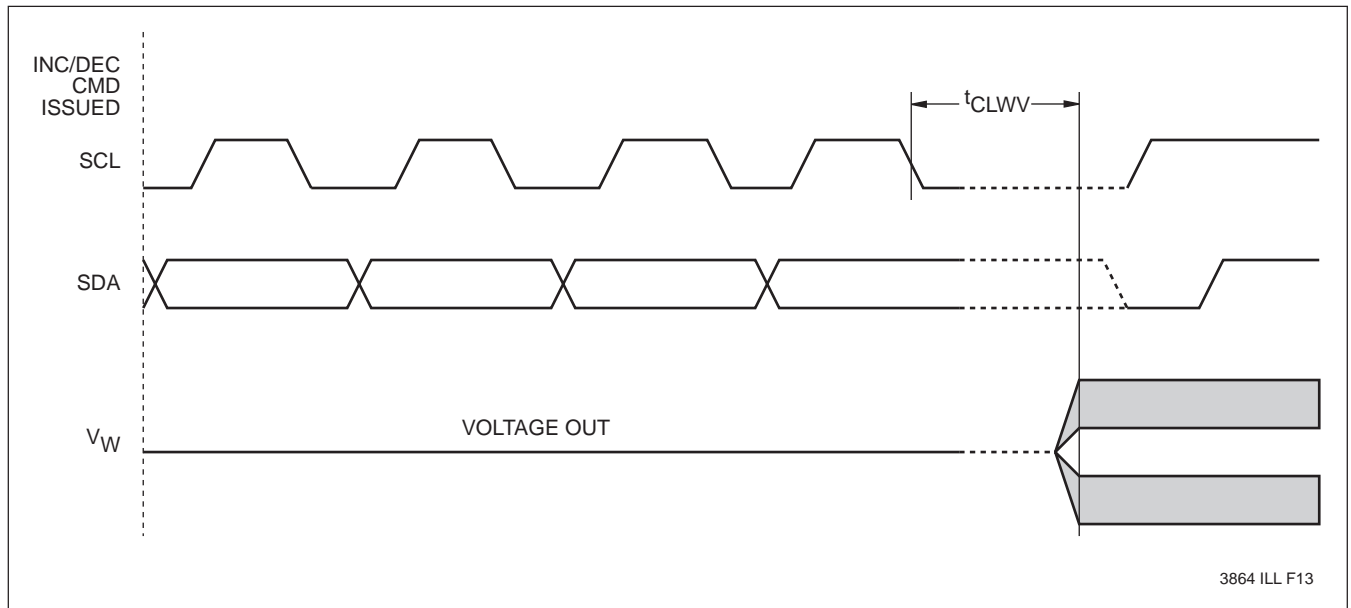 INC/DEC
CMD
ISSUED
tCLWV
SCL
SDA
VOLTAGE OUT
VW
3864 ILL F13